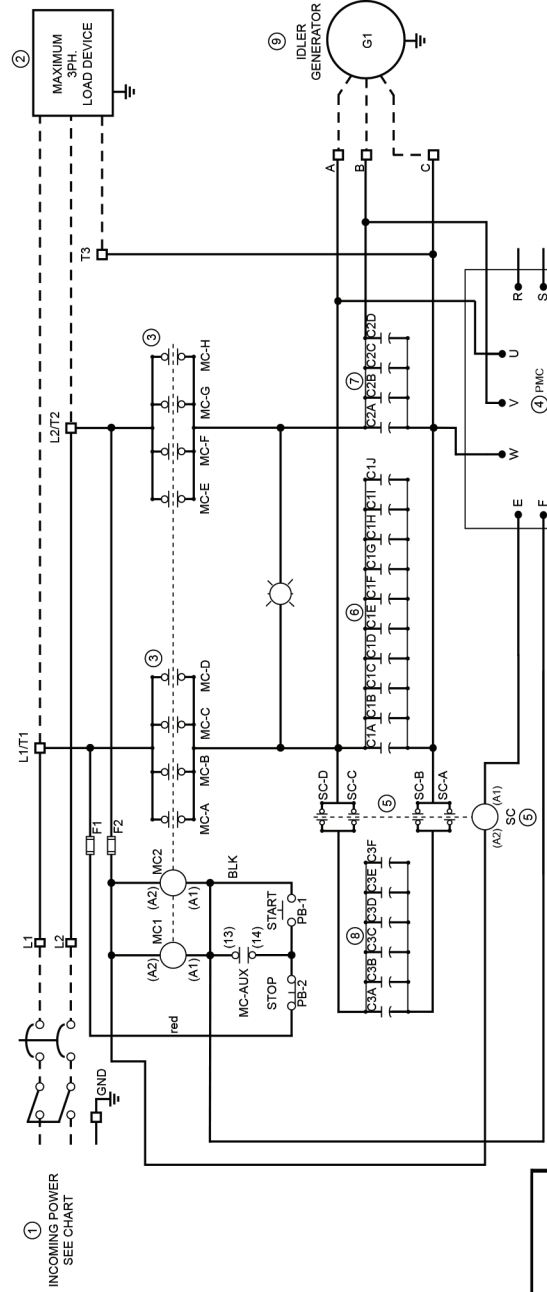 ①
INCOMING POWER
SEE CHART
GND
L1
L2
F1
F2
red
L1/T1
L2/T2
T3
②
MAXIMUM
3PH.
LOAD DEVICE
(A2)
MC1
(A1)
(A2)
MC2
(A1)
BLK
MC-AUX
(13)
(14)
STOP
PB-2
START
PB-1
③
MC-A
MC-B
MC-C
MC-D
③
MC-E
MC-F
MC-G
MC-H
⑧
C3A
C3B
C3C
C3D
C3E
C3F
SC-D
SC-C
⑤
SC-B
SC-A
(A2)
(A1)
SC
⑤
⑥
C1A
C1B
C1C
C1D
C1E
C1F
C1G
C1H
C1I
C1J
⑦
C2A
C2B
C2C
C2D
A
B
C
⑨
IDLER
GENERATOR
G1
E
F
W
V
U
④ PMC
R
S